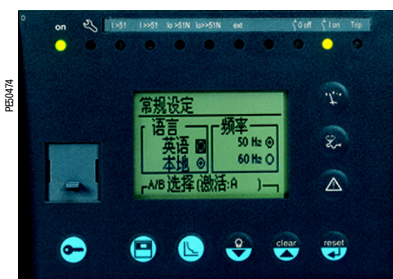 on I>51 I>>51 Io>51N Io>>51N ext 0 off I on Trip
PE50474
常规设定
语言 频率
英语 50 Hz
本地 60 Hz
A/B选择(激活:A )
clear reset